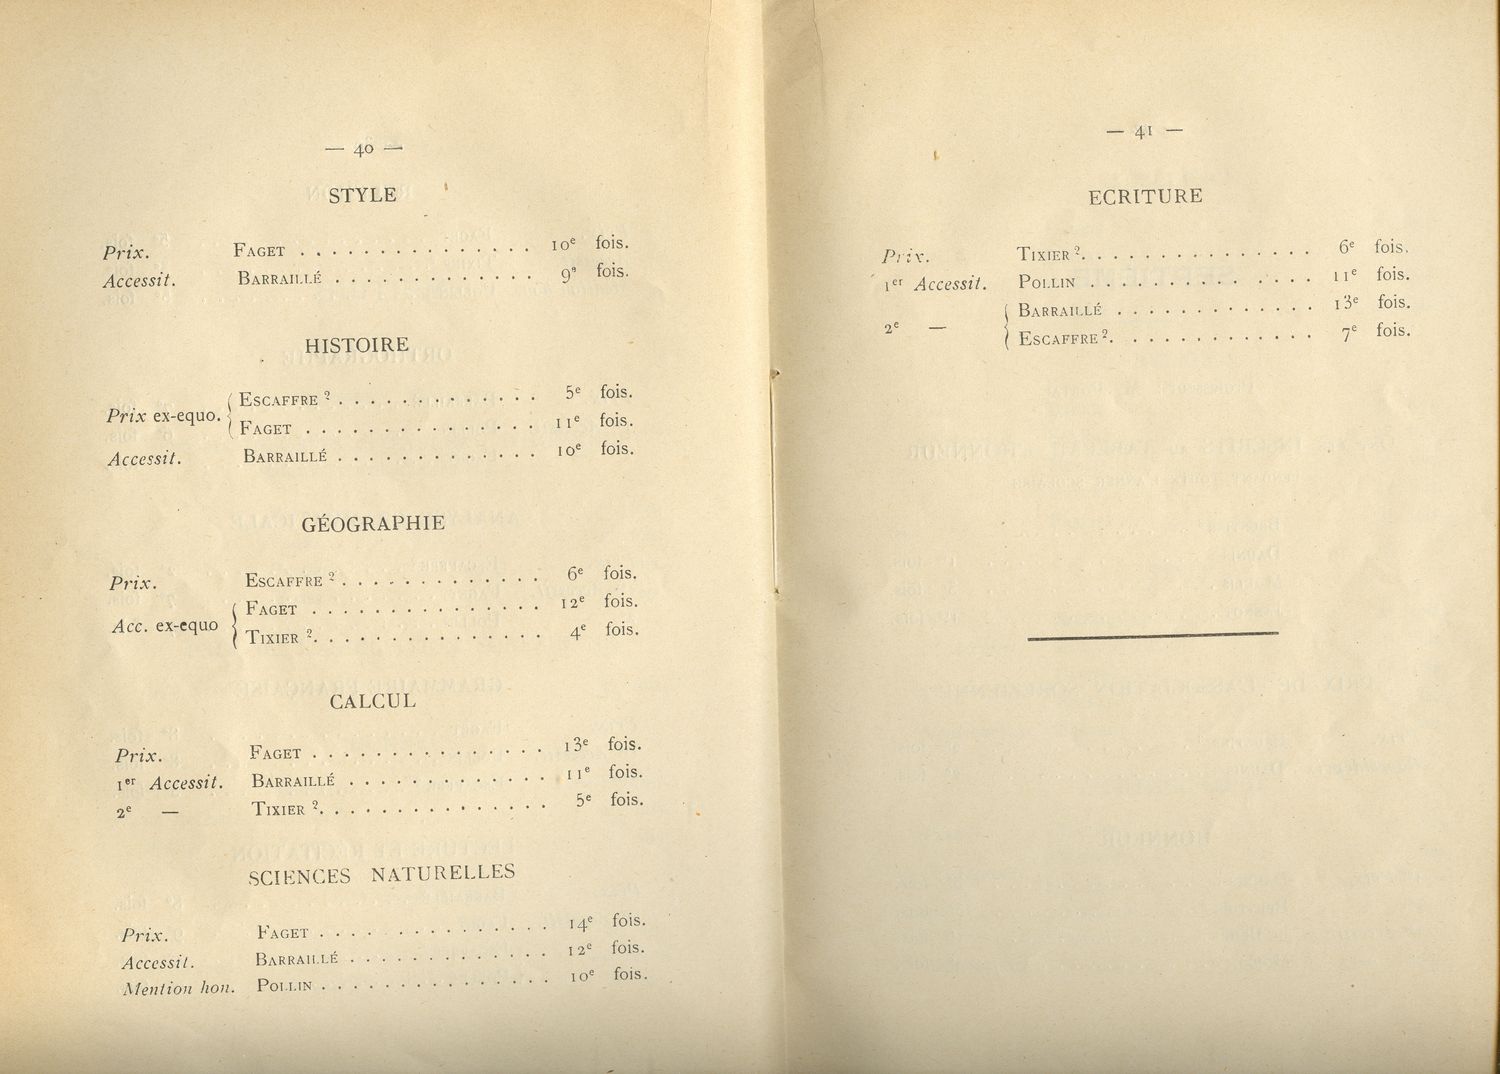 — 40 —
STYLE
Prix. FAGET . . . . . . . . . . . . . . . 10e fois.
Accessit. BARRAILLÉ . . . . . . . . . . . . . 9e fois.
HISTOIRE
Prix ex-equo. { ESCAFFRE 2 . . . . . . . . . . . . . 5e fois.
FAGET . . . . . . . . . . . . . . . 11e fois.
Accessit. BARRAILLÉ . . . . . . . . . . . . . 10e fois.
GÉOGRAPHIE
Prix. ESCAFFRE 2 . . . . . . . . . . . . . 6e fois.
Acc. ex-equo { FAGET . . . . . . . . . . . . . . . 12e fois.
TIXIER 2. . . . . . . . . . . . . . . 4e fois.
CALCUL
Prix. FAGET . . . . . . . . . . . . . . . 13e fois.
1er Accessit. BARRAILLÉ . . . . . . . . . . . . . 11e fois.
2e — TIXIER 2. . . . . . . . . . . . . . . 5e fois.
SCIENCES NATURELLES
Prix. FAGET . . . . . . . . . . . . . . . 14e fois.
Accessit. BARRAILLÉ . . . . . . . . . . . . . 12e fois.
Mention hon. POLLIN . . . . . . . . . . . . . . . 10e fois.
— 41 —
ECRITURE
Prix. TIXIER 2. . . . . . . . . . . . . . . 6e fois.
1er Accessit. POLLIN . . . . . . . . . . . . . . 11e fois.
2e — { BARRAILLÉ . . . . . . . . . . . . . 13e fois.
ESCAFFRE 2. . . . . . . . . . . . . 7e fois.